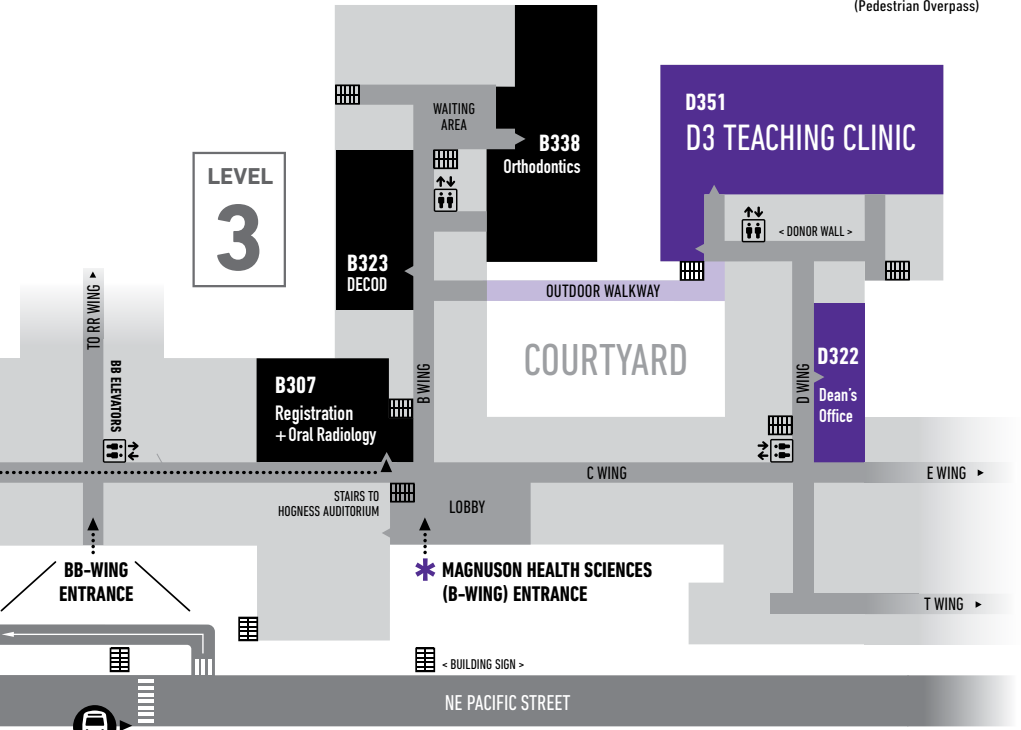 (Pedestrian Overpass)
WAITING
AREA
B338
Orthodontics
D351
D3 TEACHING CLINIC
LEVEL
3
< DONOR WALL >
B323
DECOD
OUTDOOR WALKWAY
TO RR WING
COURTYARD
BB ELEVATORS
B WING
D WING
D322
Dean's
Office
B307
Registration
+ Oral Radiology
C WING
E WING
STAIRS TO
HOGNESS AUDITORIUM
LOBBY
BB-WING
ENTRANCE
MAGNUSON HEALTH SCIENCES
(B-WING) ENTRANCE
T WING
< BUILDING SIGN >
NE PACIFIC STREET